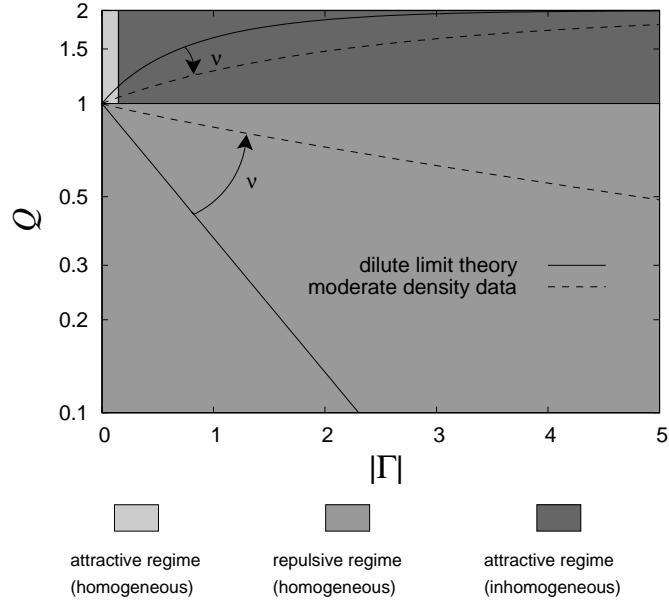 2
1.5
ν
1
ν
0.5
Q
0.3
dilute limit theory
moderate density data
0.2
0.1
0 1 2 3 4 5
|Γ|
attractive regime repulsive regime attractive regime
(homogeneous) (homogeneous) (inhomogeneous)